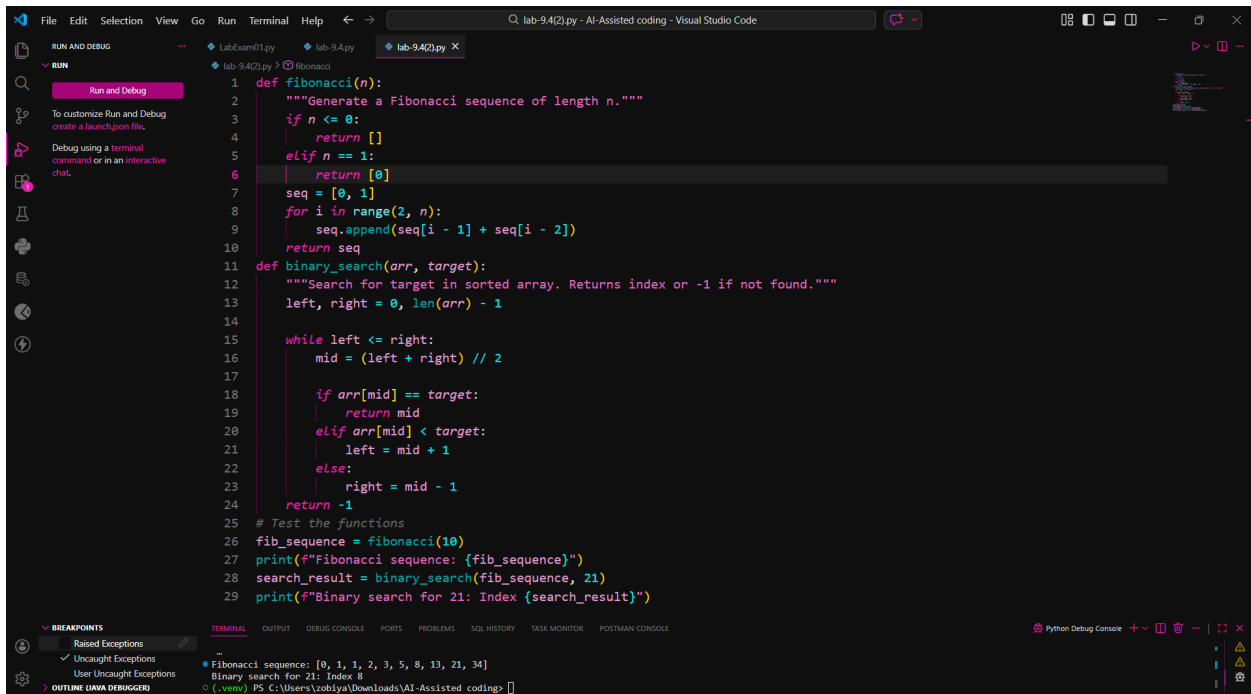 File Edit Selection View Go Run Terminal Help ← → lab-9.4(2).py - AI-Assisted coding - Visual Studio Code
RUN AND DEBUG ···
RUN
Run and Debug
To customize Run and Debug
create a launch.json file.
Debug using a terminal
command or in an interactive
chat.
1
LabExam01.py lab-9.4.py lab-9.4(2).py ×
lab-9.4(2).py > fibonacci
1 def fibonacci(n):
2     """Generate a Fibonacci sequence of length n."""
3     if n <= 0:
4         return []
5     elif n == 1:
6         return [0]
7     seq = [0, 1]
8     for i in range(2, n):
9         seq.append(seq[i - 1] + seq[i - 2])
10     return seq
11 def binary_search(arr, target):
12     """Search for target in sorted array. Returns index or -1 if not found."""
13     left, right = 0, len(arr) - 1
14
15     while left <= right:
16         mid = (left + right) // 2
17
18         if arr[mid] == target:
19             return mid
20         elif arr[mid] < target:
21             left = mid + 1
22         else:
23             right = mid - 1
24     return -1
25 # Test the functions
26 fib_sequence = fibonacci(10)
27 print(f"Fibonacci sequence: {fib_sequence}")
28 search_result = binary_search(fib_sequence, 21)
29 print(f"Binary search for 21: Index {search_result}")
BREAKPOINTS
Raised Exceptions
Uncaught Exceptions
User Uncaught Exceptions
OUTLINE (JAVA DEBUGGER)
TERMINAL OUTPUT DEBUG CONSOLE PORTS PROBLEMS SQL HISTORY TASK MONITOR POSTMAN CONSOLE Python Debug Console
…
Fibonacci sequence: [0, 1, 1, 2, 3, 5, 8, 13, 21, 34]
Binary search for 21: Index 8
(.venv) PS C:\Users\zobiya\Downloads\AI-Assisted coding>